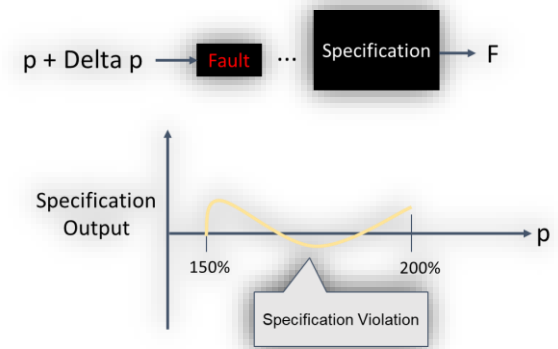 p + Delta p
Fault
...
Specification
F
Specification
Output
p
150%
200%
Specification Violation